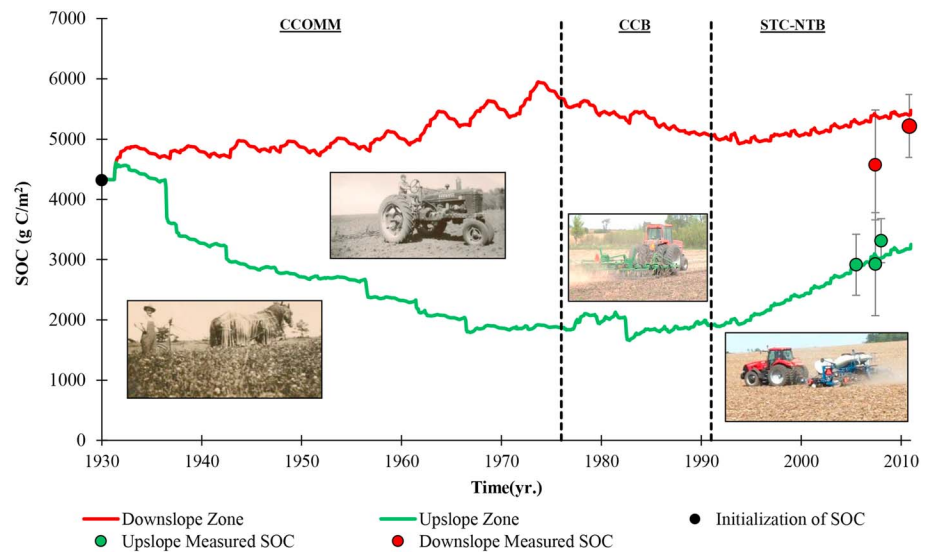 CCOMM CCB STC-NTB
7000
6000
5000
4000
3000
2000
1000
0
SOC (g C/m²)
1930 1940 1950 1960 1970 1980 1990 2000 2010
Time(yr.)
Downslope Zone Upslope Zone Initialization of SOC
Upslope Measured SOC Downslope Measured SOC